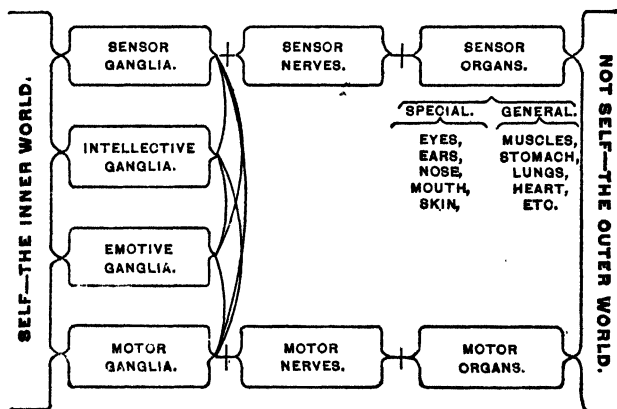 SELF—THE INNER WORLD.
SENSOR
GANGLIA.
SENSOR
NERVES.
SENSOR
ORGANS.
SPECIAL. GENERAL.
EYES,
EARS,
NOSE,
MOUTH,
SKIN,
MUSCLES,
STOMACH,
LUNGS,
HEART,
ETC.
INTELLECTIVE
GANGLIA.
EMOTIVE
GANGLIA.
MOTOR
GANGLIA.
MOTOR
NERVES.
MOTOR
ORGANS.
NOT SELF—THE OUTER WORLD.